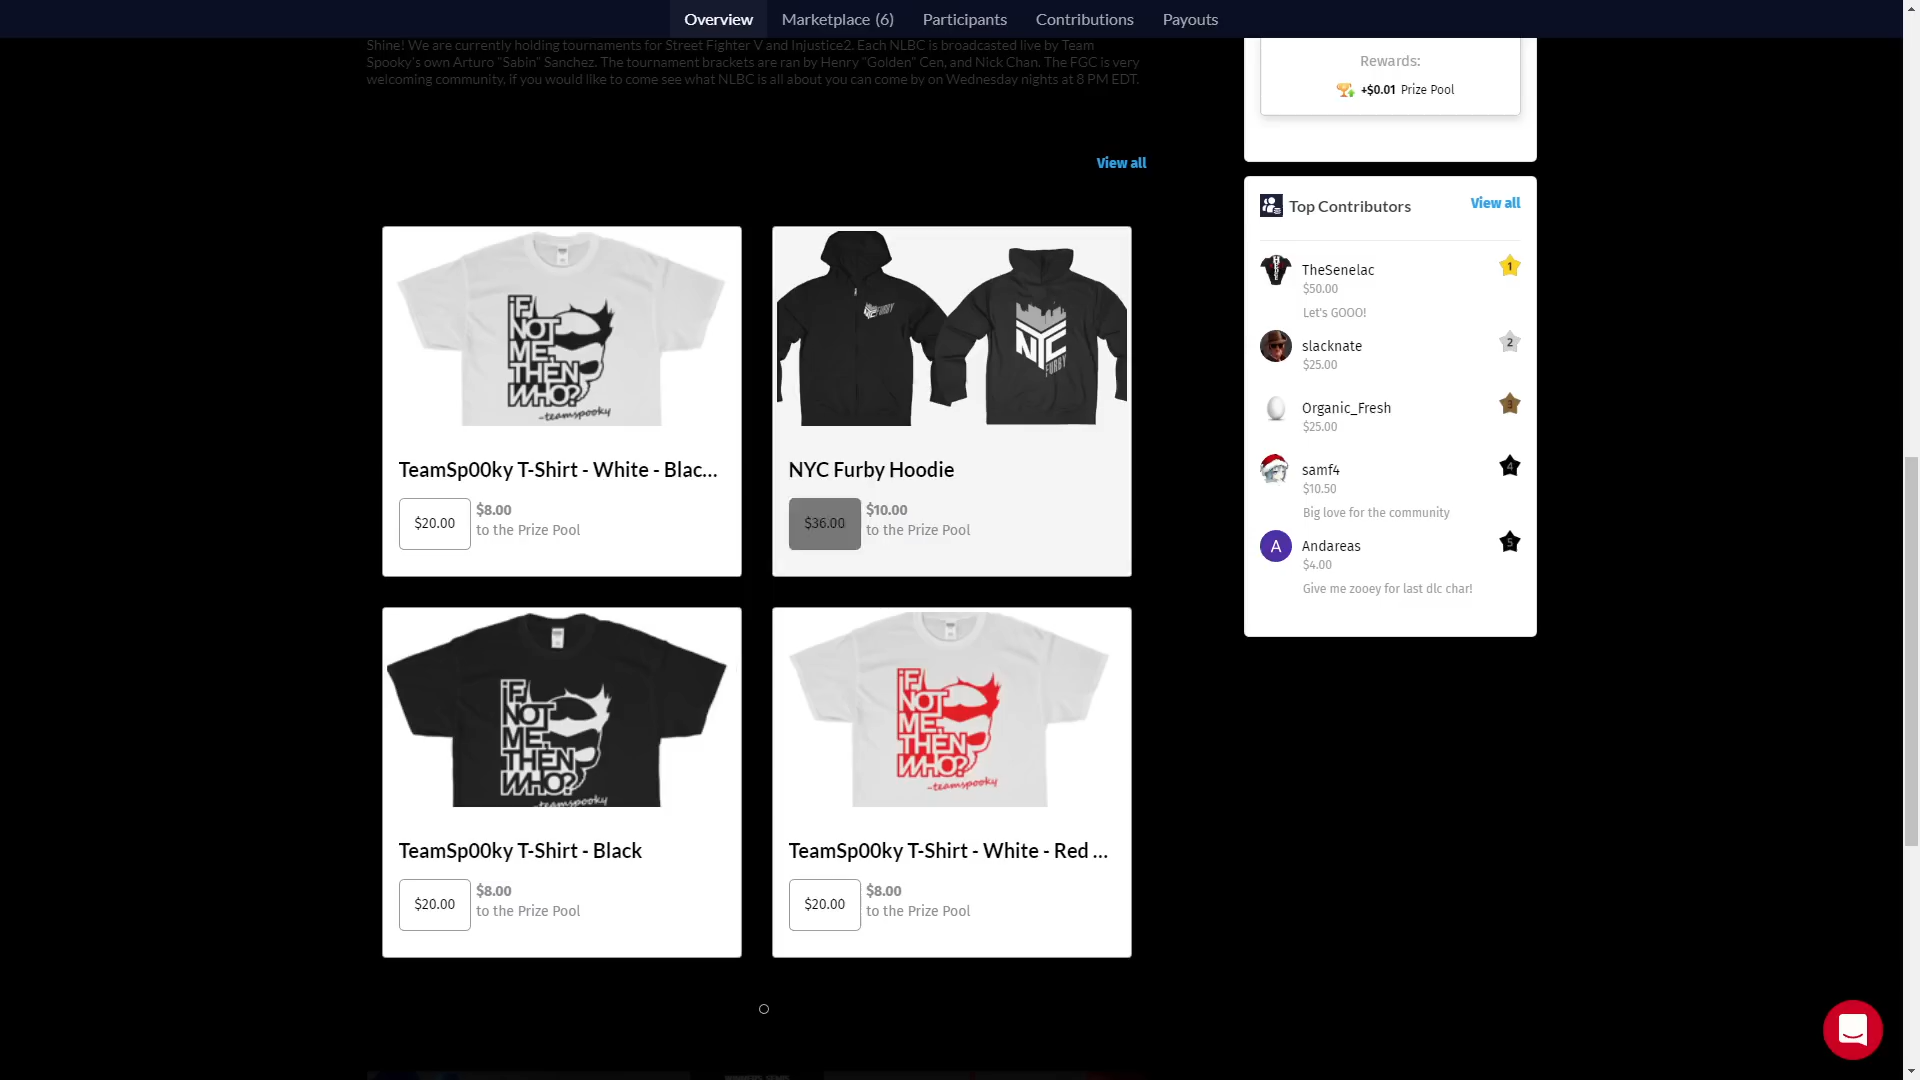 Overview Marketplace (6) Participants Contributions Payouts
Shine! We are currently holding tournaments for Street Fighter V and Injustice2. Each NLBC is broadcasted live by Team
Spooky's own Arturo "Sabin" Sanchez. The tournament brackets are ran by Henry "Golden" Cen, and Nick Chan. The FGC is very
welcoming community, if you would like to come see what NLBC is all about you can come by on Wednesday nights at 8 PM EDT.
View all
iF
NOT
ME,
THEN
WHO?
~teamspooky
TeamSp00ky T-Shirt - White - Blac...
$20.00
$8.00
to the Prize Pool
NYC FURBY
NYC
FURBY
NYC Furby Hoodie
$36.00
$10.00
to the Prize Pool
iF
NOT
ME,
THEN
WHO?
~teamspooky
TeamSp00ky T-Shirt - Black
$20.00
$8.00
to the Prize Pool
iF
NOT
ME,
THEN
WHO?
~teamspooky
TeamSp00ky T-Shirt - White - Red ...
$20.00
$8.00
to the Prize Pool
Rewards:
+$0.01 Prize Pool
Top Contributors
View all
TheSenelac
1
$50.00
Let's GOOO!
slacknate
2
$25.00
Organic_Fresh
3
$25.00
samf4
4
$10.50
Big love for the community
A
Andareas
5
$4.00
Give me zooey for last dlc char!